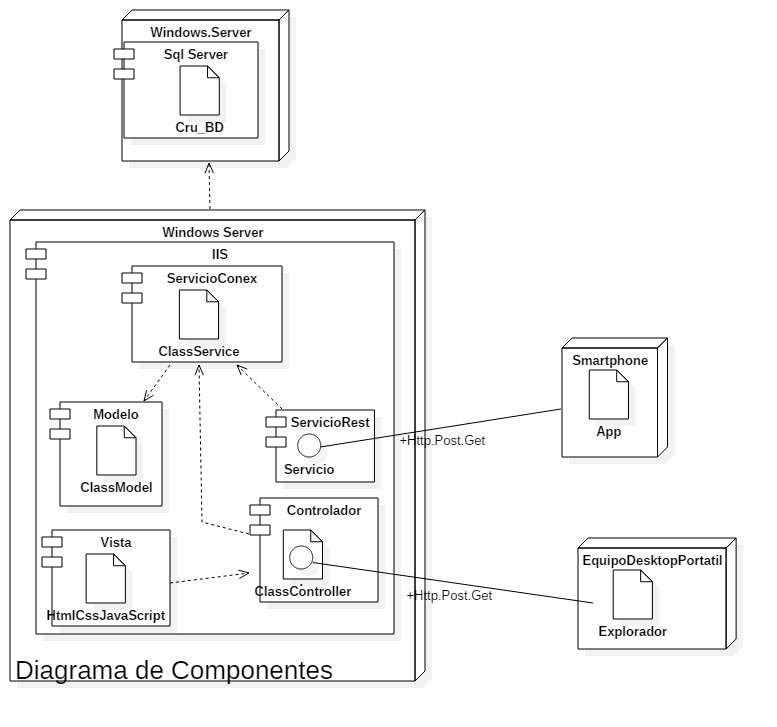 Windows.Server
Sql Server
Cru_BD
Windows Server
IIS
ServicioConex
ClassService
Modelo
ClassModel
ServicioRest
Servicio
+Http.Post.Get
Smartphone
App
Controlador
ClassController
Vista
HtmlCssJavaScript
+Http.Post.Get
EquipoDesktopPortatil
Explorador
Diagrama de Componentes